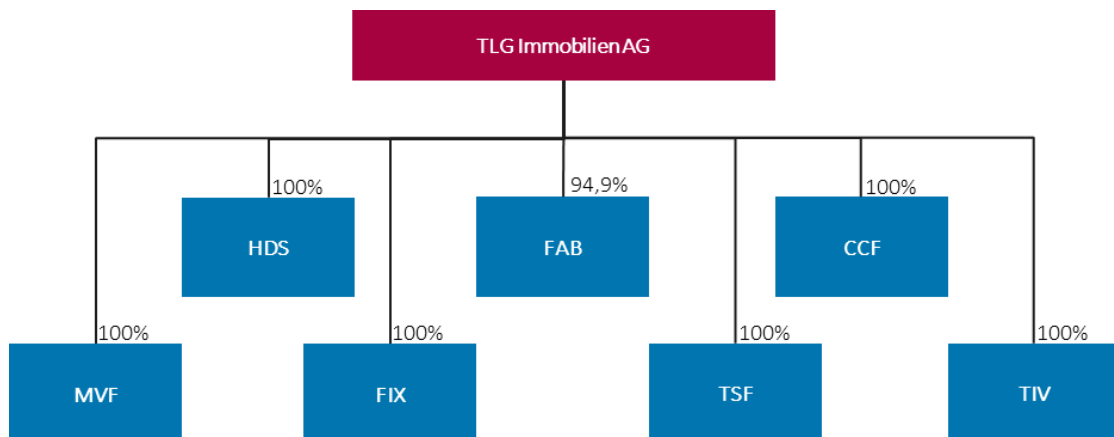 TLG Immobilien AG
100%
94,9%
100%
HDS
FAB
CCF
100%
100%
100%
100%
MVF
FIX
TSF
TIV